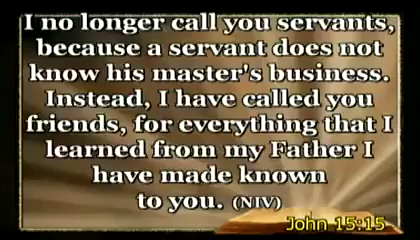 I no longer call you servants,
because a servant does not
know his master's business.
Instead, I have called you
friends, for everything that I
learned from my Father I
have made known
to you. (NIV)
John 15:15